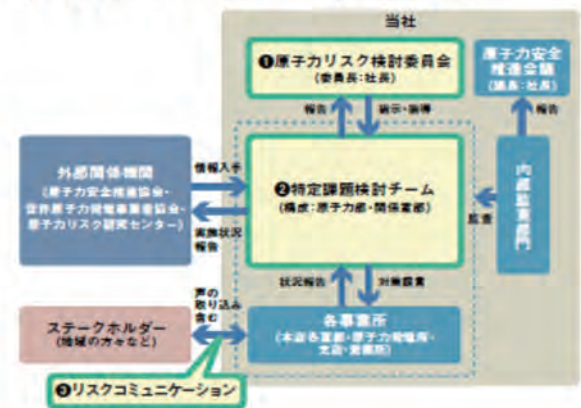 当社
❶原子力リスク検討委員会
(委員長:社長)
原子力安全
推進会議
(議長:社長)
報告
指示・指導
報告
外部関係機関
(原子力安全推進協会・
世界原子力発電事業者協会・
原子力リスク研究センター)
情報入手
実施状況
報告
❷特定課題検討チーム
(構成:原子力部・関係室部)
監査
内部監査部門
状況報告
対策提案
声の
取り込み
含む
ステークホルダー
(地域の方々など)
各事業所
(本店各室部・原子力発電所・
支店・営業所)
❸リスクコミュニケーション